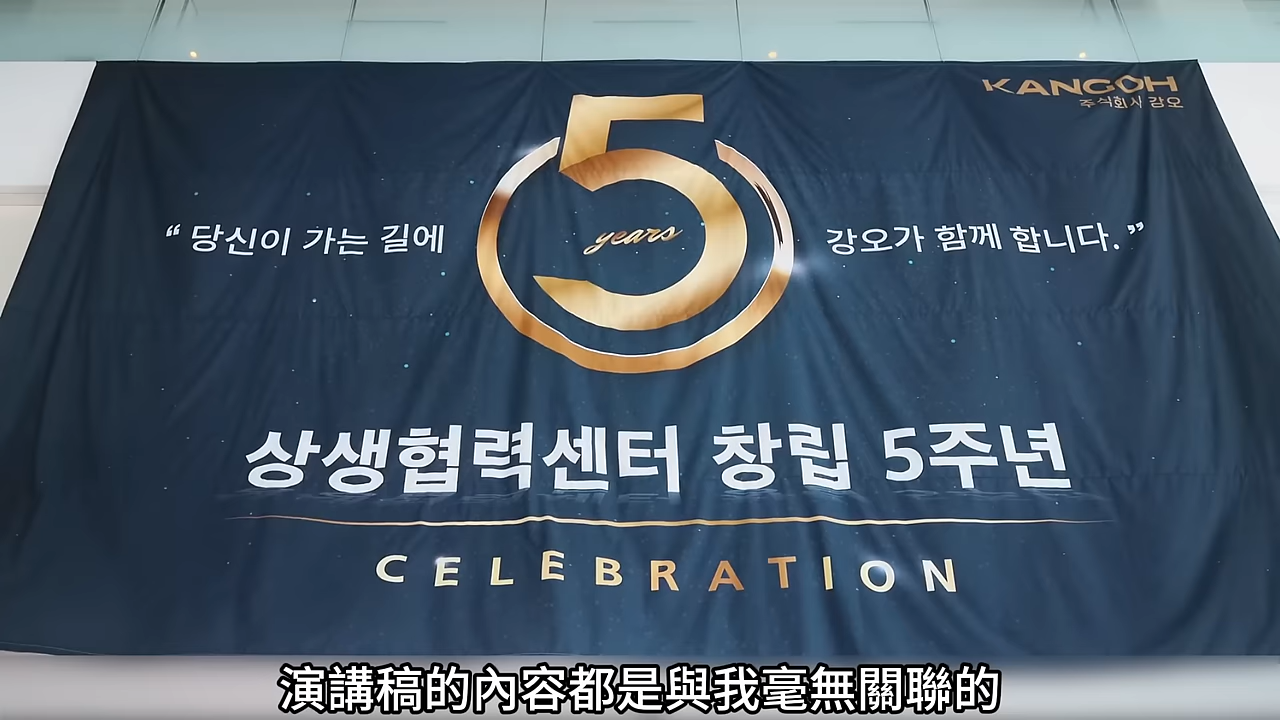 KANGOH
주식회사 강오
5
years
“ 당신이 가는 길에 강오가 함께 합니다. ”
상생협력센터 창립 5주년
CELEBRATION
演講稿的內容都是與我毫無關聯的